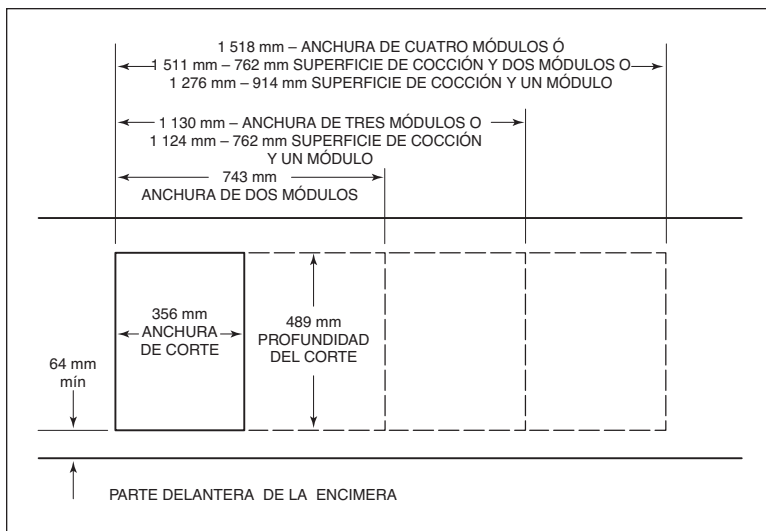 1 518 mm – ANCHURA DE CUATRO MÓDULOS Ó
1 511 mm – 762 mm SUPERFICIE DE COCCIÓN Y DOS MÓDULOS O
1 276 mm – 914 mm SUPERFICIE DE COCCIÓN Y UN MÓDULO
1 130 mm – ANCHURA DE TRES MÓDULOS O
1 124 mm – 762 mm SUPERFICIE DE COCCIÓN
Y UN MÓDULO
743 mm
ANCHURA DE DOS MÓDULOS
356 mm
ANCHURA
DE CORTE
489 mm
PROFUNDIDAD
DEL CORTE
64 mm
mín
PARTE DELANTERA DE LA ENCIMERA